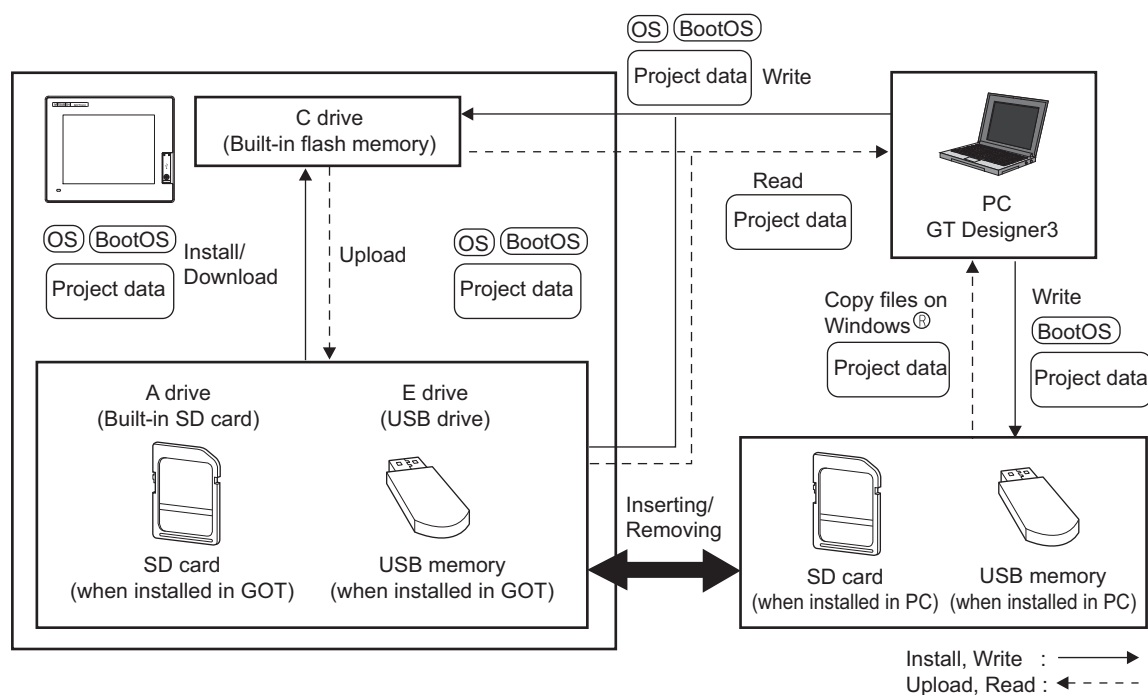 OS BootOS
Project data Write
C drive
(Built-in flash memory)
Read
Project data
PC
GT Designer3
OS BootOS
Project data
Install/
Download
Upload
OS BootOS
Project data
Copy files on
Windows®
Project data
Write
BootOS
Project data
A drive
(Built-in SD card)
E drive
(USB drive)
SD card
(when installed in GOT)
USB memory
(when installed in GOT)
Inserting/
Removing
SD card
(when installed in PC)
USB memory
(when installed in PC)
Install, Write :
Upload, Read :